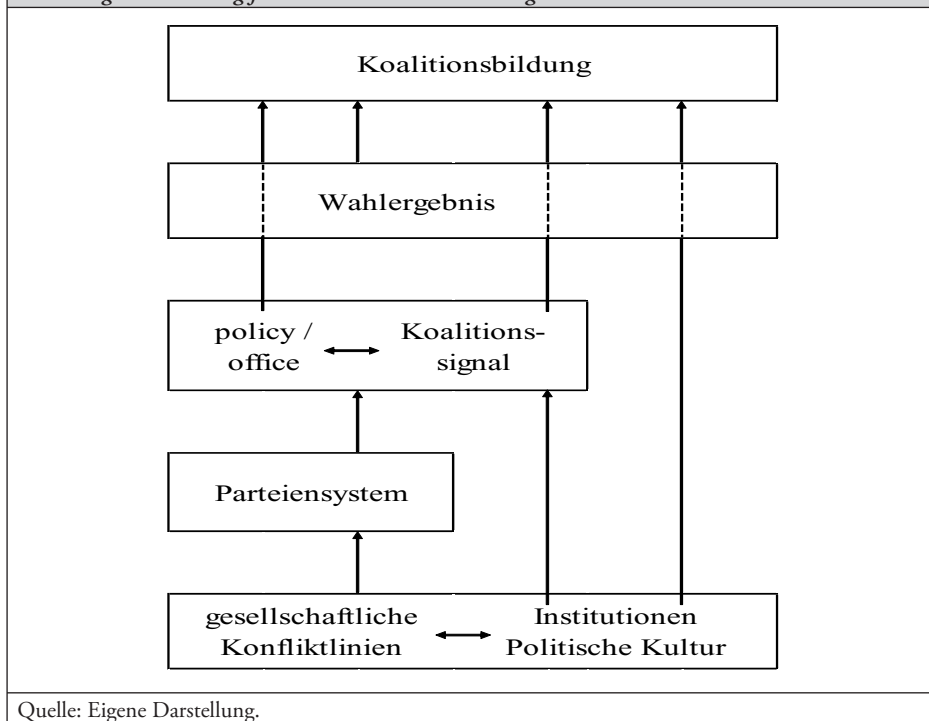 Koalitionsbildung
Wahlergebnis
policy /
office
Koalitions-
signal
Parteiensystem
gesellschaftliche
Konfliktlinien
Institutionen
Politische Kultur
Quelle: Eigene Darstellung.